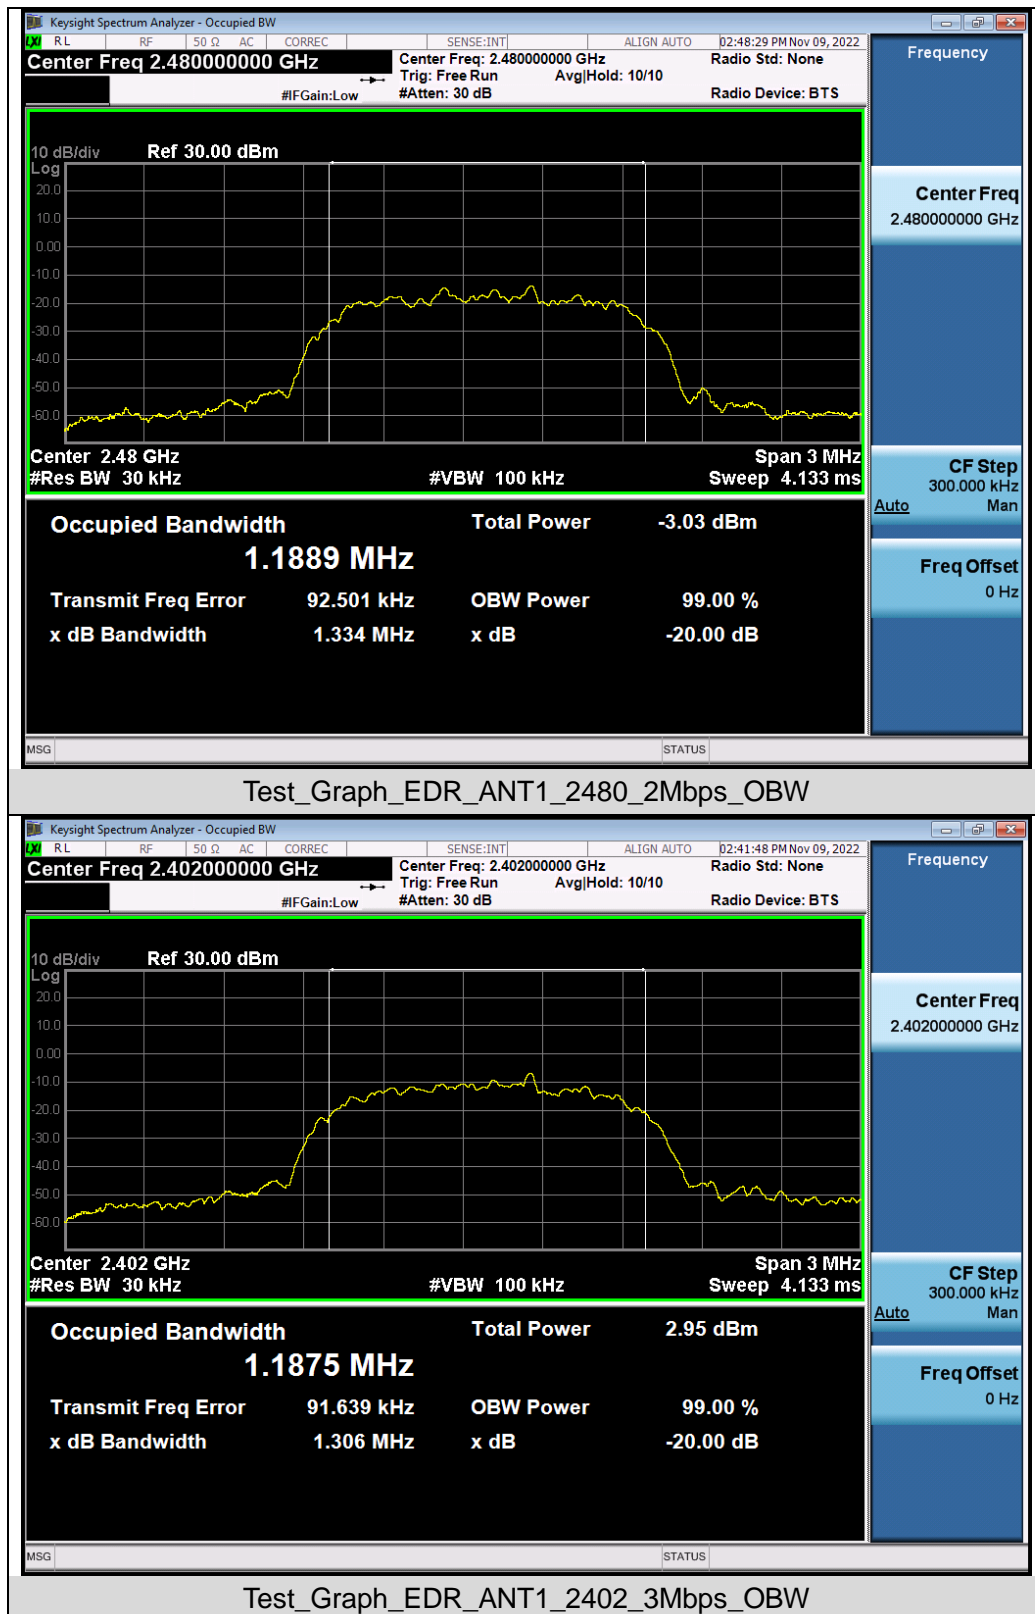 Keysight Spectrum Analyzer - Occupied BW
LXI RL RF 50 Ω AC CORREC SENSE:INT ALIGN AUTO 02:48:29 PM Nov 09, 2022
Center Freq 2.480000000 GHz
Center Freq: 2.480000000 GHz
Radio Std: None
Trig: Free Run Avg|Hold: 10/10
#IFGain:Low
#Atten: 30 dB
Radio Device: BTS
Frequency
10 dB/div Ref 30.00 dBm
Log
20.0
10.0
0.00
-10.0
-20.0
-30.0
-40.0
-50.0
-60.0
Center Freq
2.480000000 GHz
Center 2.48 GHz Span 3 MHz
#Res BW 30 kHz #VBW 100 kHz Sweep 4.133 ms
CF Step
300.000 kHz
Auto Man
Freq Offset
0 Hz
Occupied Bandwidth Total Power -3.03 dBm
1.1889 MHz
Transmit Freq Error 92.501 kHz OBW Power 99.00 %
x dB Bandwidth 1.334 MHz x dB -20.00 dB
MSG STATUS
Test_Graph_EDR_ANT1_2480_2Mbps_OBW
Keysight Spectrum Analyzer - Occupied BW
LXI RL RF 50 Ω AC CORREC SENSE:INT ALIGN AUTO 02:41:48 PM Nov 09, 2022
Center Freq 2.402000000 GHz
Center Freq: 2.402000000 GHz
Radio Std: None
Trig: Free Run Avg|Hold: 10/10
#IFGain:Low
#Atten: 30 dB
Radio Device: BTS
Frequency
10 dB/div Ref 30.00 dBm
Log
20.0
10.0
0.00
-10.0
-20.0
-30.0
-40.0
-50.0
-60.0
Center Freq
2.402000000 GHz
Center 2.402 GHz Span 3 MHz
#Res BW 30 kHz #VBW 100 kHz Sweep 4.133 ms
CF Step
300.000 kHz
Auto Man
Freq Offset
0 Hz
Occupied Bandwidth Total Power 2.95 dBm
1.1875 MHz
Transmit Freq Error 91.639 kHz OBW Power 99.00 %
x dB Bandwidth 1.306 MHz x dB -20.00 dB
MSG STATUS
Test_Graph_EDR_ANT1_2402_3Mbps_OBW